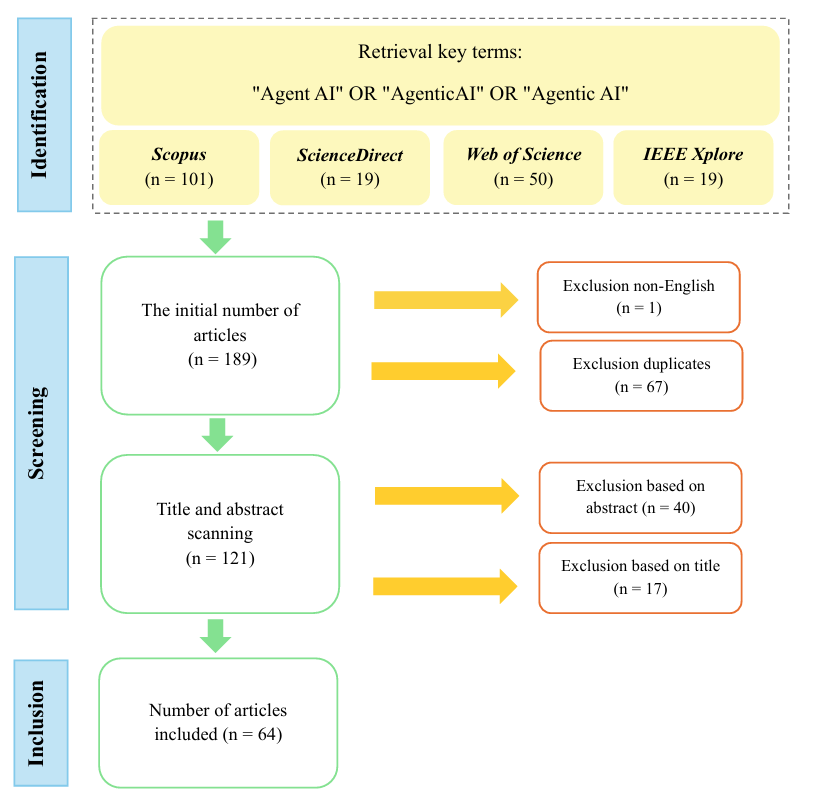 Identification
Retrieval key terms:
"Agent AI" OR "AgenticAI" OR "Agentic AI"
Scopus
(n = 101)
ScienceDirect
(n = 19)
Web of Science
(n = 50)
IEEE Xplore
(n = 19)
Screening
The initial number of
articles
(n = 189)
Exclusion non-English
(n = 1)
Exclusion duplicates
(n = 67)
Title and abstract
scanning
(n = 121)
Exclusion based on
abstract (n = 40)
Exclusion based on title
(n = 17)
Inclusion
Number of articles
included (n = 64)